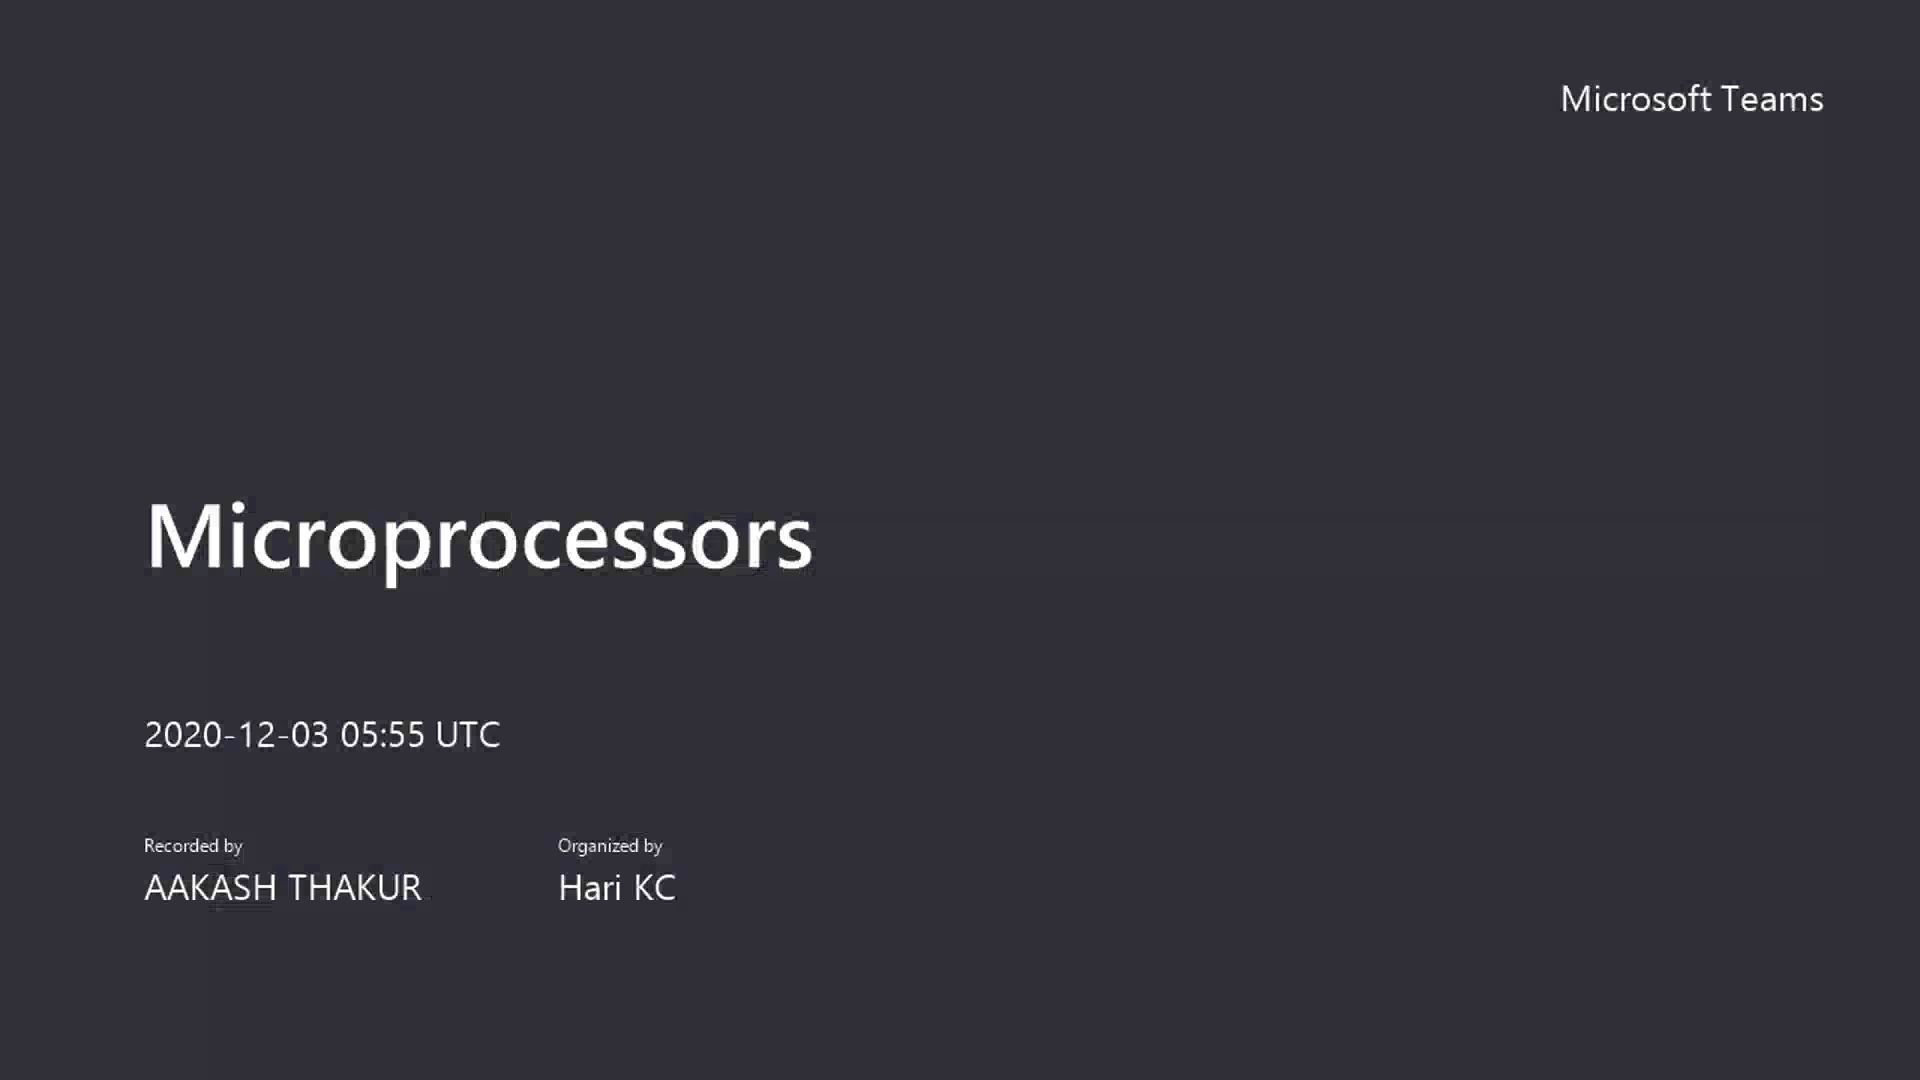 Microsoft Teams
Microprocessors
2020-12-03 05:55 UTC
Recorded by
AAKASH THAKUR
Organized by
Hari KC